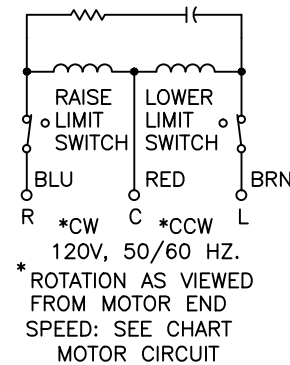 RAISE LOWER
LIMIT LIMIT
SWITCH SWITCH
BLU RED BRN
R C L
*CW *CCW
120V, 50/60 HZ.
* ROTATION AS VIEWED
FROM MOTOR END
SPEED: SEE CHART
MOTOR CIRCUIT